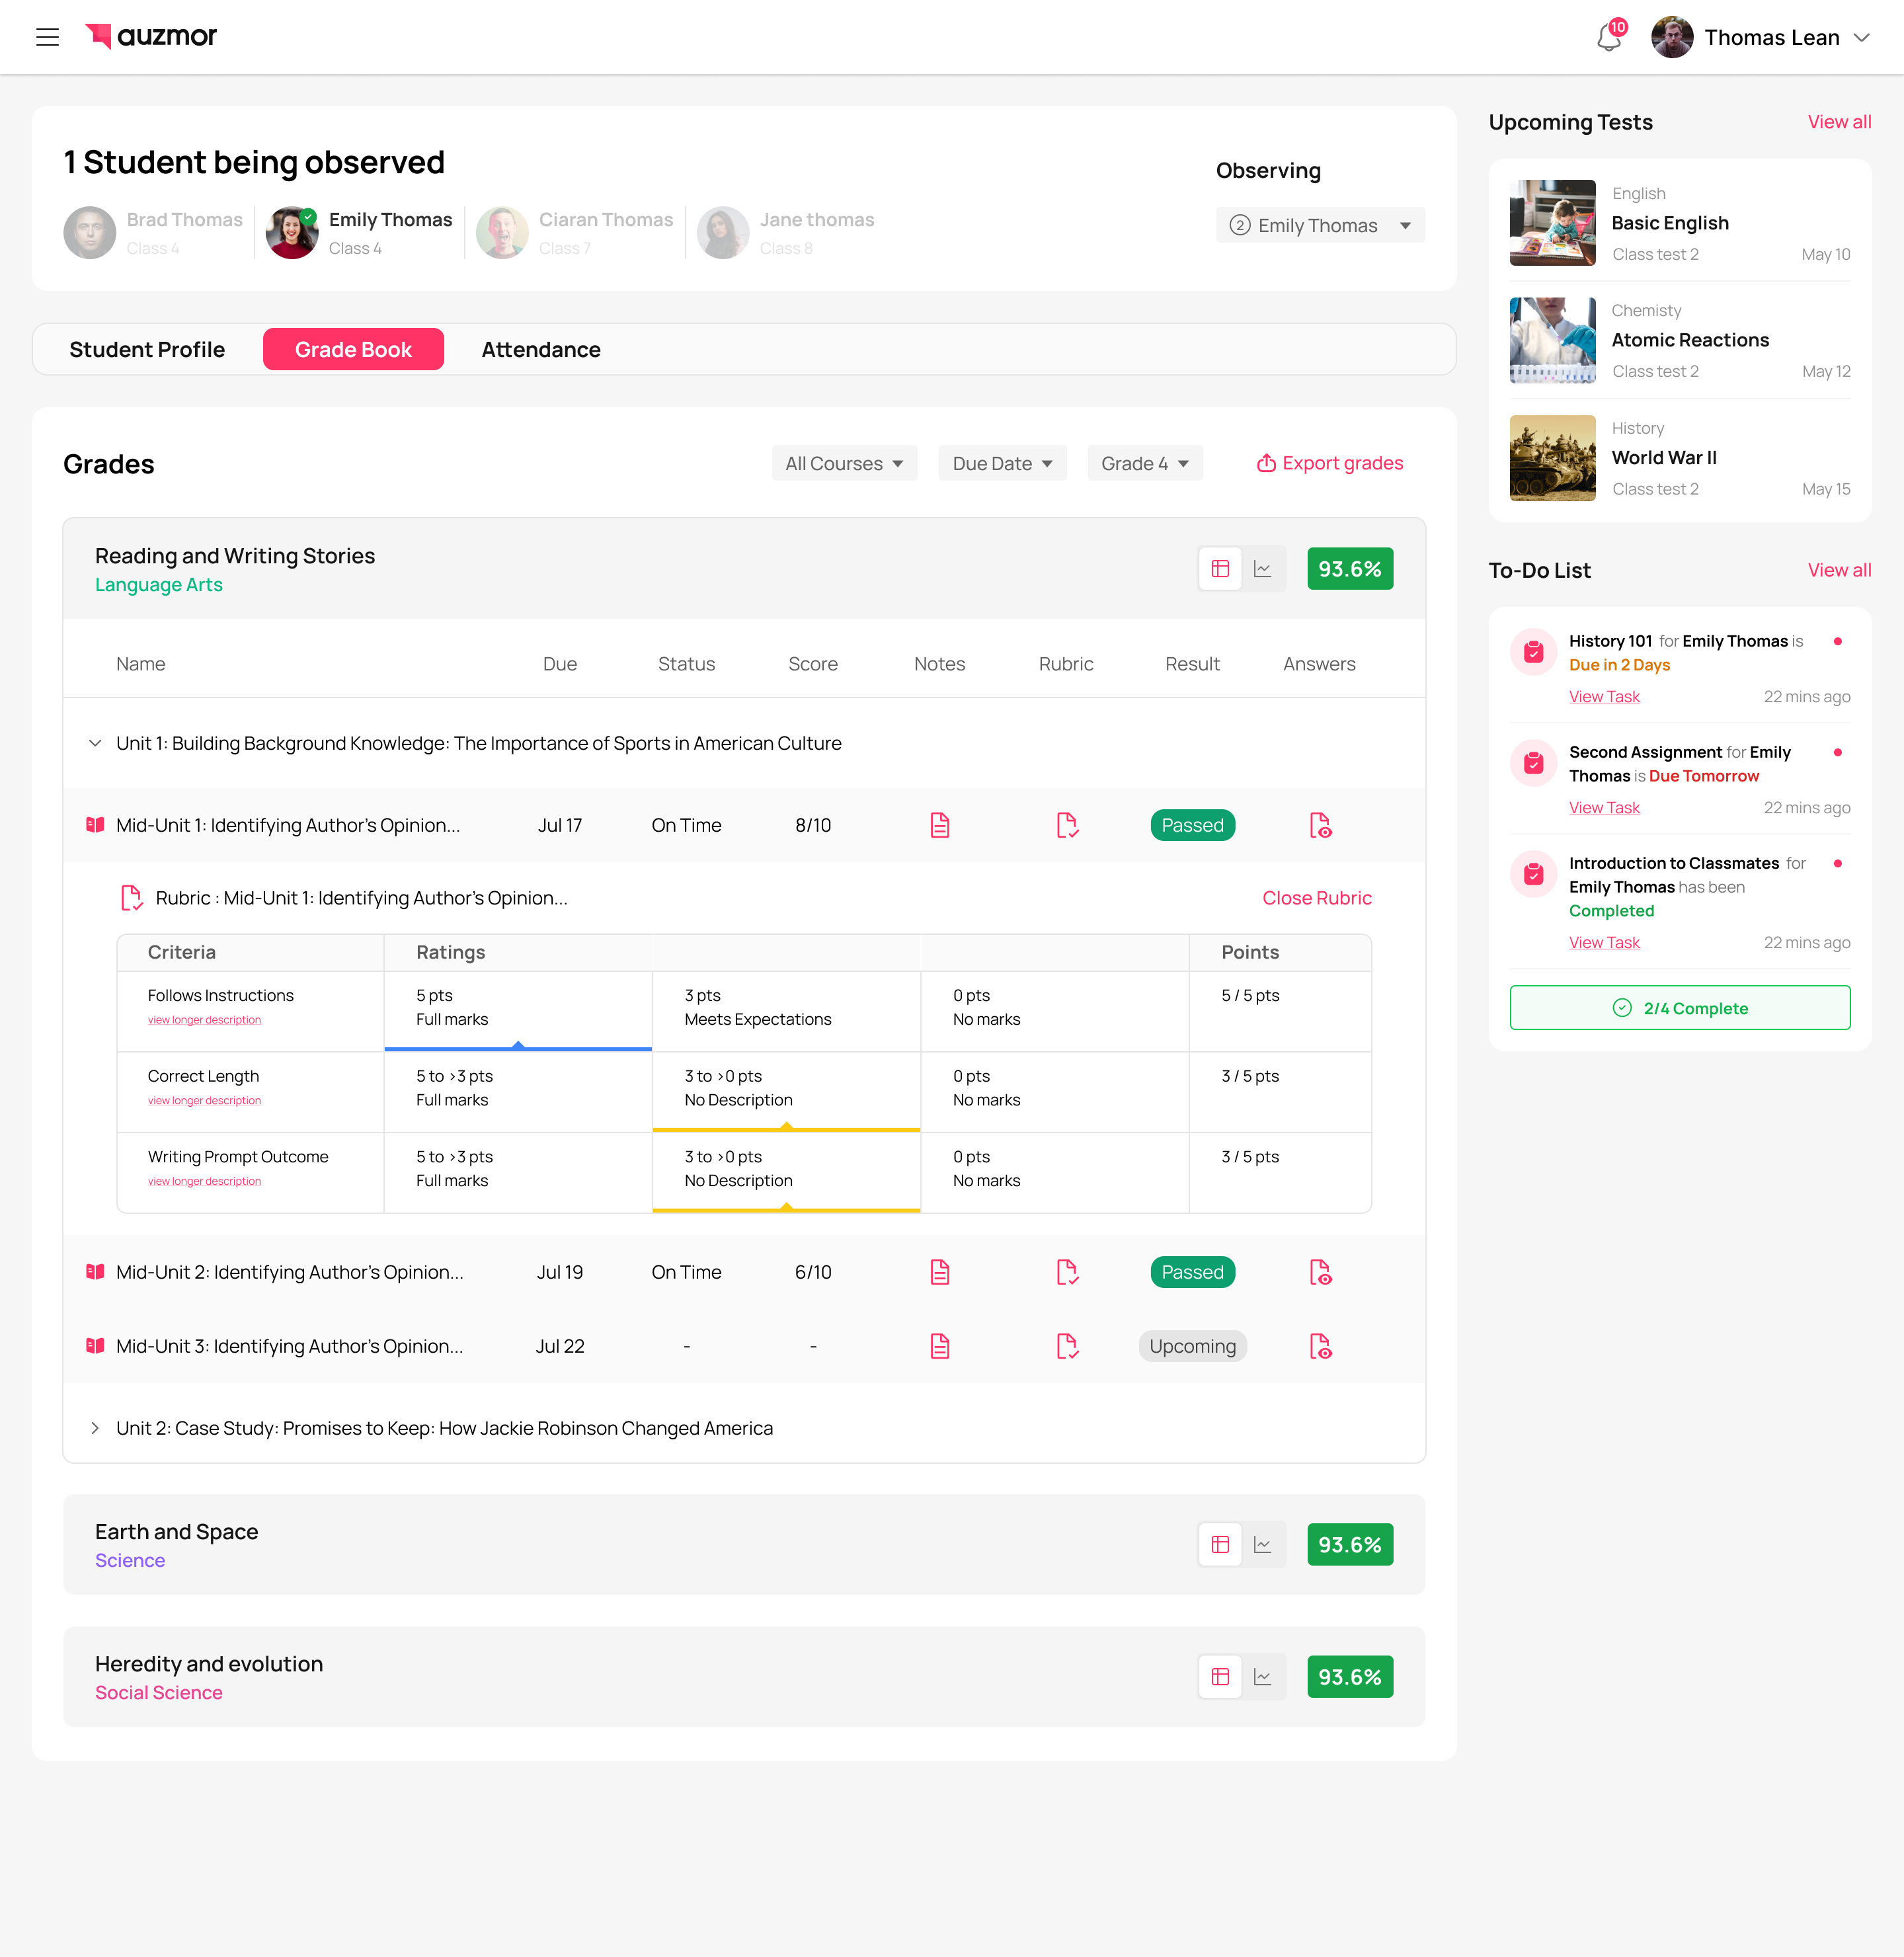 auzmor
10
Thomas Lean
1 Student being observed
Brad Thomas
Class 4
Emily Thomas
Class 4
Ciaran Thomas
Class 7
Jane thomas
Class 8
Observing
2 Emily Thomas
Student Profile
Grade Book
Attendance
Grades
All Courses
Due Date
Grade 4
Export grades
Reading and Writing Stories
Language Arts
93.6%
Name Due Status Score Notes Rubric Result Answers
Unit 1: Building Background Knowledge: The Importance of Sports in American Culture
Mid-Unit 1: Identifying Author's Opinion... Jul 17 On Time 8/10 Passed
Rubric : Mid-Unit 1: Identifying Author's Opinion...
Close Rubric
Criteria Ratings Points
Follows Instructions 5 pts 3 pts 0 pts 5 / 5 pts
view longer description Full marks Meets Expectations No marks
Correct Length 5 to >3 pts 3 to >0 pts 0 pts 3 / 5 pts
view longer description Full marks No Description No marks
Writing Prompt Outcome 5 to >3 pts 3 to >0 pts 0 pts 3 / 5 pts
view longer description Full marks No Description No marks
Mid-Unit 2: Identifying Author's Opinion... Jul 19 On Time 6/10 Passed
Mid-Unit 3: Identifying Author's Opinion... Jul 22 - - Upcoming
Unit 2: Case Study: Promises to Keep: How Jackie Robinson Changed America
Earth and Space
Science
93.6%
Heredity and evolution
Social Science
93.6%
Upcoming Tests
View all
English
Basic English
Class test 2 May 10
Chemisty
Atomic Reactions
Class test 2 May 12
History
World War II
Class test 2 May 15
To-Do List
View all
History 101 for Emily Thomas is
Due in 2 Days
View Task 22 mins ago
Second Assignment for Emily
Thomas is Due Tomorrow
View Task 22 mins ago
Introduction to Classmates for
Emily Thomas has been
Completed
View Task 22 mins ago
2/4 Complete